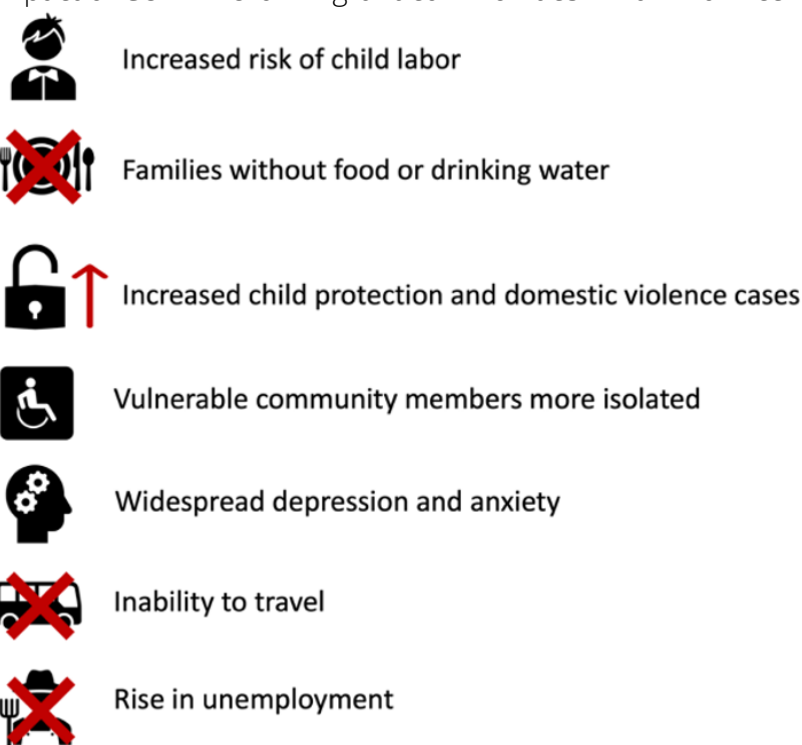 Increased risk of child labor
Families without food or drinking water
Increased child protection and domestic violence cases
Vulnerable community members more isolated
Widespread depression and anxiety
Inability to travel
Rise in unemployment